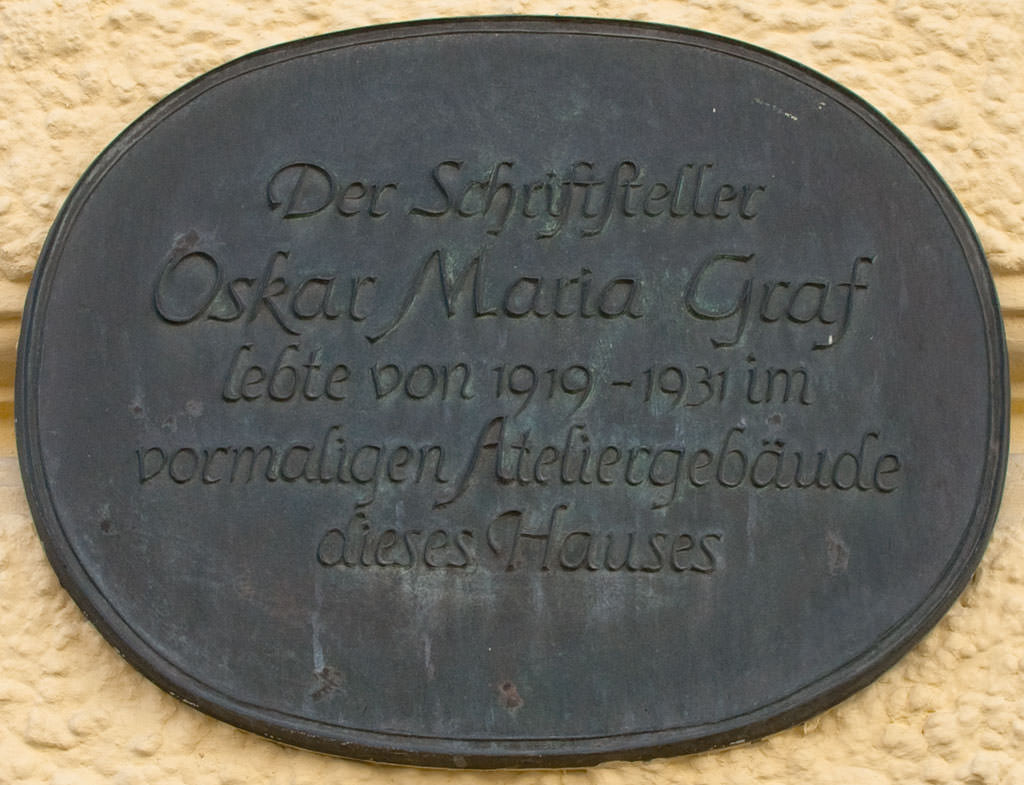 Der Schriftsteller
Oskar Maria Graf
lebte von 1919 - 1931 im
vormaligen Ateliergebäude
dieses Hauses